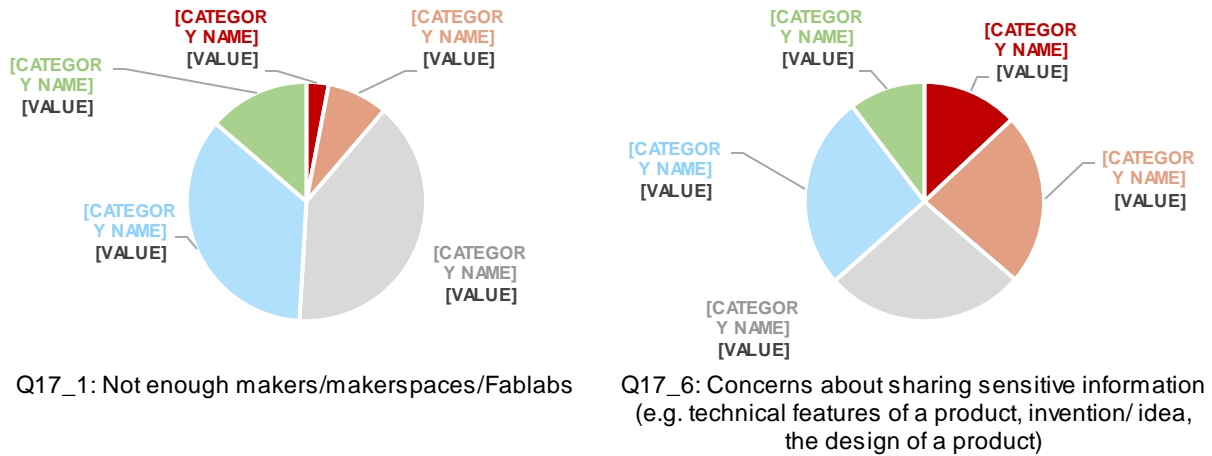 [CATEGOR
Y NAME]
[VALUE]
[CATEGOR
Y NAME]
[VALUE]
[CATEGOR
Y NAME]
[VALUE]
[CATEGOR
Y NAME]
[VALUE]
[CATEGOR
Y NAME]
[VALUE]
Q17_1: Not enough makers/makerspaces/Fablabs
[CATEGOR
Y NAME]
[VALUE]
[CATEGOR
Y NAME]
[VALUE]
[CATEGOR
Y NAME]
[VALUE]
[CATEGOR
Y NAME]
[VALUE]
[CATEGOR
Y NAME]
[VALUE]
Q17_6: Concerns about sharing sensitive information
(e.g. technical features of a product, invention/ idea,
the design of a product)